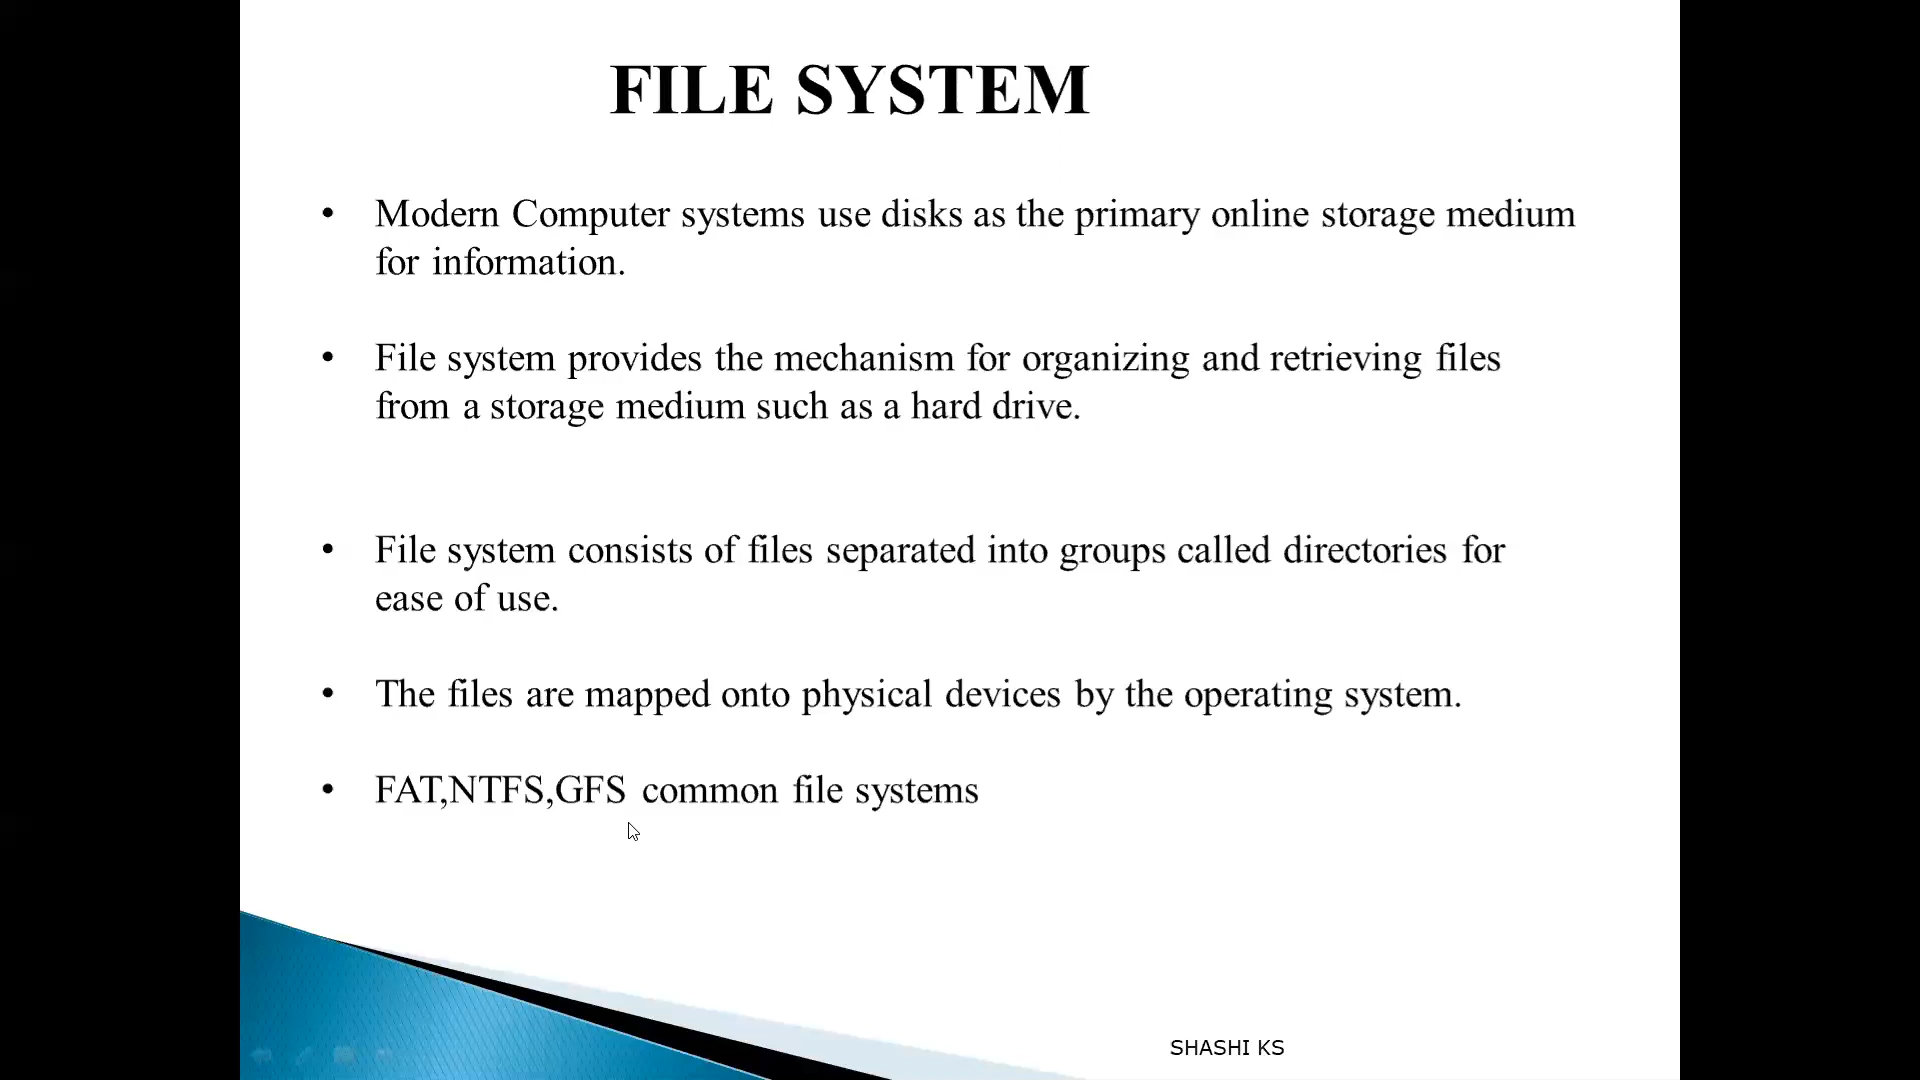 FILE SYSTEM
• Modern Computer systems use disks as the primary online storage medium
for information.
• File system provides the mechanism for organizing and retrieving files
from a storage medium such as a hard drive.
• File system consists of files separated into groups called directories for
ease of use.
• The files are mapped onto physical devices by the operating system.
• FAT,NTFS,GFS common file systems
SHASHI KS